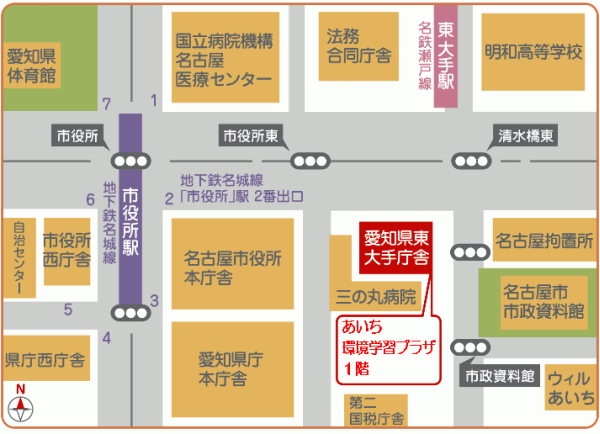 愛知県
体育館
国立病院機構
名古屋
医療センター
法務
合同庁舎
東大手駅
名鉄瀬戸線
明和高等学校
7
1
市役所
市役所東
清水橋東
6
地下鉄名城線
市役所駅
2
地下鉄名城線
「市役所」駅 2番出口
自治センター
市役所
西庁舎
名古屋市役所
本庁舎
愛知県東
大手庁舎
名古屋拘置所
三の丸病院
名古屋市
市政資料館
5
3
4
あいち
環境学習プラザ
1階
県庁西庁舎
愛知県庁
本庁舎
市政資料館
ウィル
あいち
第二
国税庁舎
N